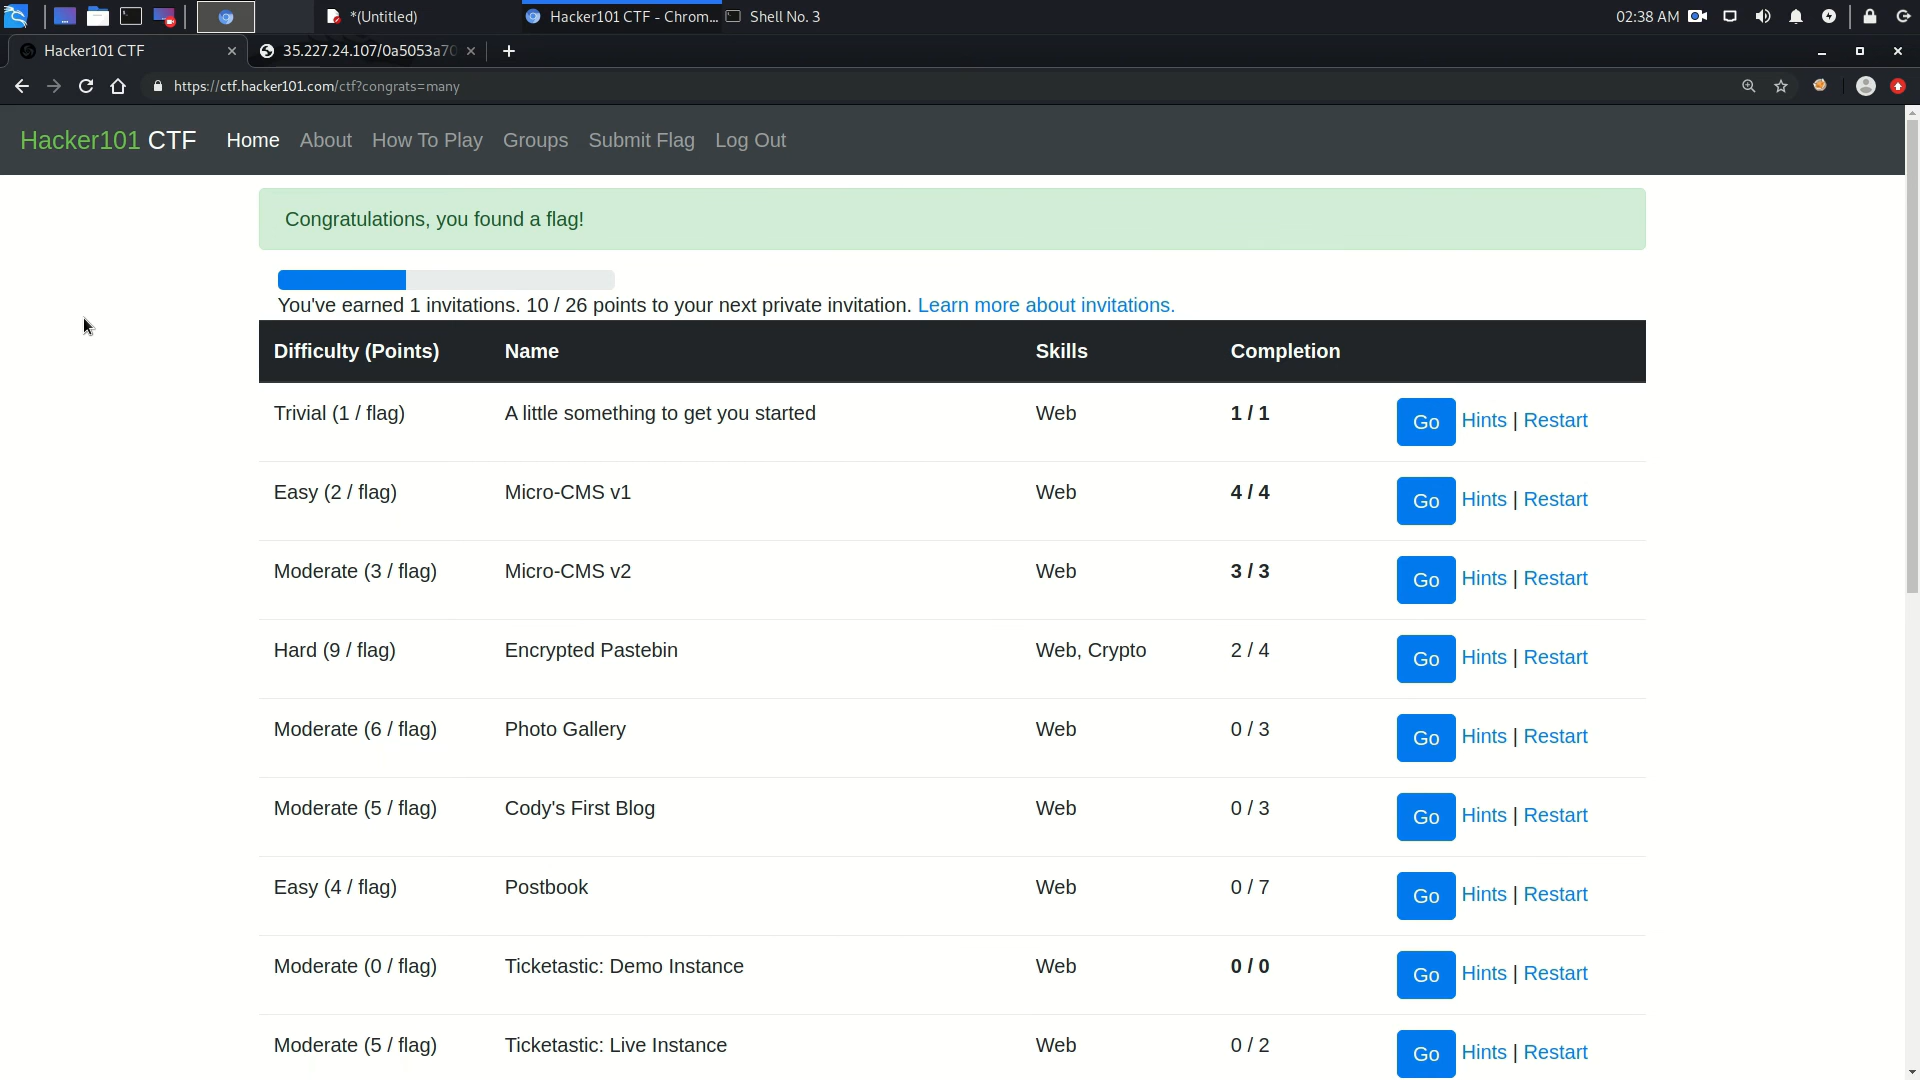 *(Untitled)
Hacker101 CTF - Chrom...
Shell No. 3
02:38 AM
Hacker101 CTF
35.227.24.107/0a5053a70
https://ctf.hacker101.com/ctf?congrats=many
Hacker101 CTF Home About How To Play Groups Submit Flag Log Out
Congratulations, you found a flag!
You've earned 1 invitations. 10 / 26 points to your next private invitation. Learn more about invitations.
Difficulty (Points) Name Skills Completion
Trivial (1 / flag) A little something to get you started Web 1 / 1 Go Hints | Restart
Easy (2 / flag) Micro-CMS v1 Web 4 / 4 Go Hints | Restart
Moderate (3 / flag) Micro-CMS v2 Web 3 / 3 Go Hints | Restart
Hard (9 / flag) Encrypted Pastebin Web, Crypto 2 / 4 Go Hints | Restart
Moderate (6 / flag) Photo Gallery Web 0 / 3 Go Hints | Restart
Moderate (5 / flag) Cody's First Blog Web 0 / 3 Go Hints | Restart
Easy (4 / flag) Postbook Web 0 / 7 Go Hints | Restart
Moderate (0 / flag) Ticketastic: Demo Instance Web 0 / 0 Go Hints | Restart
Moderate (5 / flag) Ticketastic: Live Instance Web 0 / 2 Go Hints | Restart